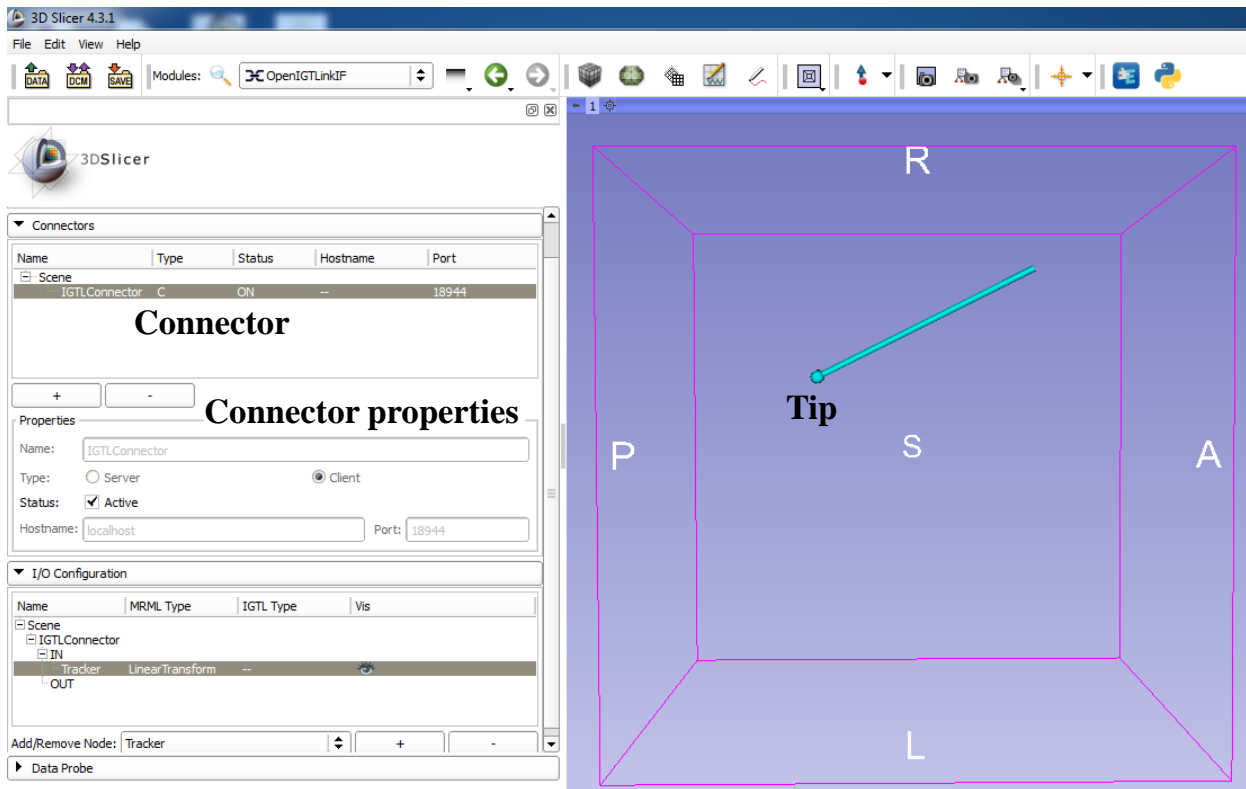 3D Slicer 4.3.1
File Edit View Help
DATA DCM SAVE Modules: OpenIGTLinkIF
1
3DSlicer
Connectors
Name Type Status Hostname Port
Scene
IGTLConnector C ON -- 18944
Connector
+ -
Connector properties
Properties
Name: IGTLConnector
Type: Server Client
Status: Active
Hostname: localhost Port: 18944
I/O Configuration
Name MRML Type IGTL Type Vis
Scene
IGTLConnector
IN
Tracker LinearTransform --
OUT
Add/Remove Node: Tracker + -
Data Probe
R
Tip
P S A
L